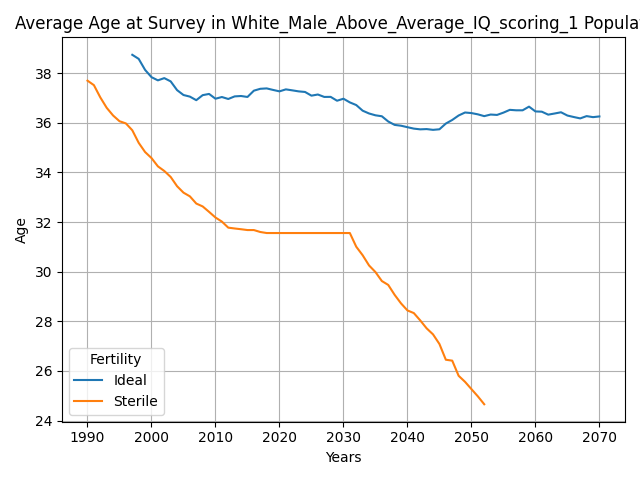 Average Age at Survey in White_Male_Above_Average_IQ_scoring_1 Popula
Age
38
36
34
32
30
28
26
24
Fertility
Ideal
Sterile
1990 2000 2010 2020 2030 2040 2050 2060 2070
Years